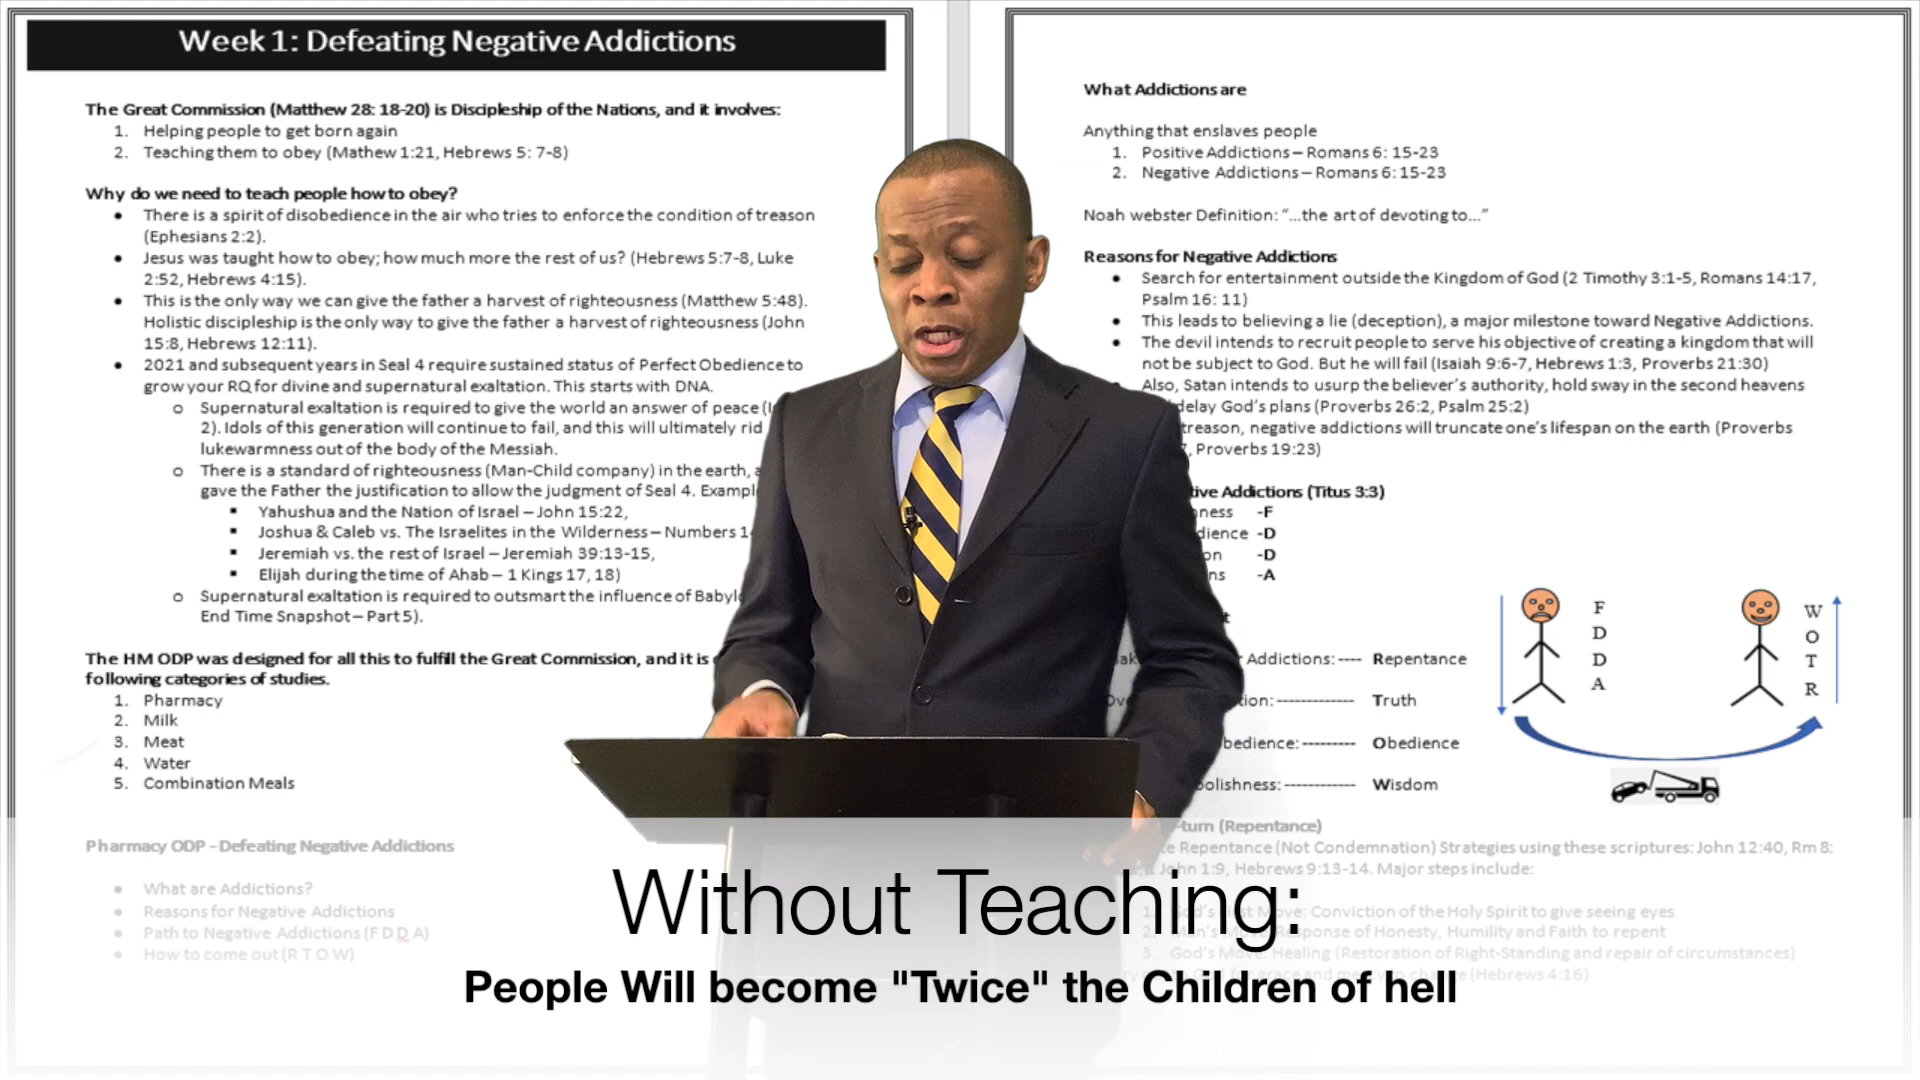 Week 1: Defeating Negative Addictions
The Great Commission (Matthew 28: 18-20) is Discipleship of the Nations, and it involves:
1. Helping people to get born again
2. Teaching them to obey (Mathew 1:21, Hebrews 5: 7-8)
Why do we need to teach people how to obey?
• There is a spirit of disobedience in the air who tries to enforce the condition of treason
(Ephesians 2:2).
• Jesus was taught how to obey; how much more the rest of us? (Hebrews 5:7-8, Luke
2:52, Hebrews 4:15).
• This is the only way we can give the father a harvest of righteousness (Matthew 5:48).
Holistic discipleship is the only way to give the father a harvest of righteousness (John
15:8, Hebrews 12:11).
• 2021 and subsequent years in Seal 4 require sustained status of Perfect Obedience to
grow your RQ for divine and supernatural exaltation. This starts with DNA.
o Supernatural exaltation is required to give the world an answer of peace
2). Idols of this generation will continue to fail, and this will ultimately rid
lukewarmness out of the body of the Messiah.
o There is a standard of righteousness (Man-Child company) in the earth,
gave the Father the justification to allow the judgment of Seal 4.
▪ Yahushua and the Nation of Israel – John 15:22,
▪ Joshua & Caleb vs. The Israelites in the Wilderness – Numbers
▪ Jeremiah vs. the rest of Israel – Jeremiah 39:13-15,
▪ Elijah during the time of Ahab – 1 Kings 17, 18)
o Supernatural exaltation is required to outsmart the influence of
End Time Snapshot – Part 5).
The HM ODP was designed for all this to fulfill the Great Commission, and it is
following categories of studies.
1. Pharmacy
2. Milk
3. Meat
4. Water
5. Combination Meals
Pharmacy ODP - Defeating Negative Addictions
• What are Addictions?
• Reasons for Negative Addictions
• Path to Negative Addictions (F D D A)
• How to come out (R T O W)
What Addictions are
Anything that enslaves people
1. Positive Addictions – Romans 6: 15-23
2. Negative Addictions – Romans 6: 15-23
Noah webster Definition: “...the art of devoting to...”
Reasons for Negative Addictions
• Search for entertainment outside the Kingdom of God (2 Timothy 3:1-5, Romans 14:17,
Psalm 16: 11)
• This leads to believing a lie (deception), a major milestone toward Negative Addictions.
• The devil intends to recruit people to serve his objective of creating a kingdom that will
not be subject to God. But he will fail (Isaiah 9:6-7, Hebrews 1:3, Proverbs 21:30)
Also, Satan intends to usurp the believer’s authority, hold sway in the second heavens
delay God’s plans (Proverbs 26:2, Psalm 25:2)
treason, negative addictions will truncate one’s lifespan on the earth (Proverbs
, Proverbs 19:23)
Addictions (Titus 3:3)
-F
-D
-D
-A
F
D
D
A
W
O
T
R
Addictions: ---- Repentance
-------------- Truth
--------- Obedience
------------- Wisdom
-turn (Repentance)
Repentance (Not Condemnation) Strategies using these scriptures: John 12:40, Rm 8:
John 1:9, Hebrews 9:13-14. Major steps include:
1. God’s First Move: Conviction of the Holy Spirit to give seeing eyes
2. Man’s Move: Response of Honesty, Humility and Faith to repent
3. God’s Move: Healing (Restoration of Right-Standing and repair of circumstances)
for grace and mercy to change (Hebrews 4:16)
Without Teaching:
People Will become "Twice" the Children of hell